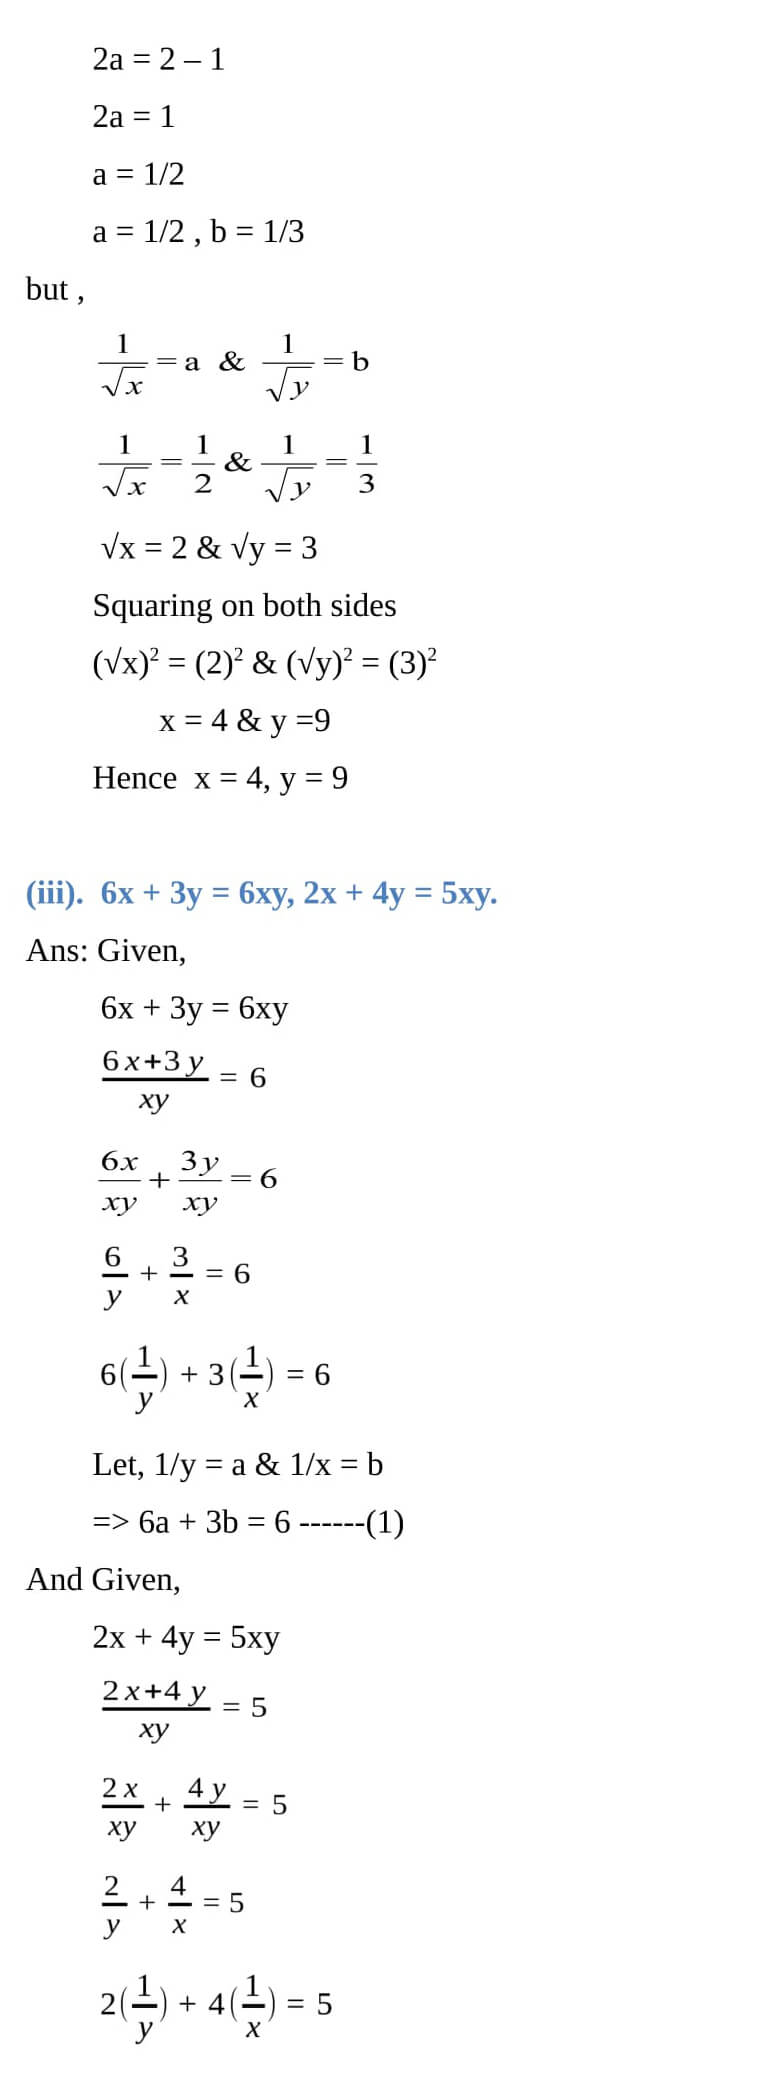 2a = 2 – 1
2a = 1
a = 1/2
a = 1/2 , b = 1/3
but ,
1/√x = a & 1/√y = b
1/√x = 1/2 & 1/√y = 1/3
√x = 2 & √y = 3
Squaring on both sides
(√x)² = (2)² & (√y)² = (3)²
x = 4 & y =9
Hence x = 4, y = 9
(iii). 6x + 3y = 6xy, 2x + 4y = 5xy.
Ans: Given,
6x + 3y = 6xy
(6x+3y)/xy = 6
6x/xy + 3y/xy = 6
6/y + 3/x = 6
6(1/y) + 3(1/x) = 6
Let, 1/y = a & 1/x = b
=> 6a + 3b = 6 ------(1)
And Given,
2x + 4y = 5xy
(2x+4y)/xy = 5
2x/xy + 4y/xy = 5
2/y + 4/x = 5
2(1/y) + 4(1/x) = 5